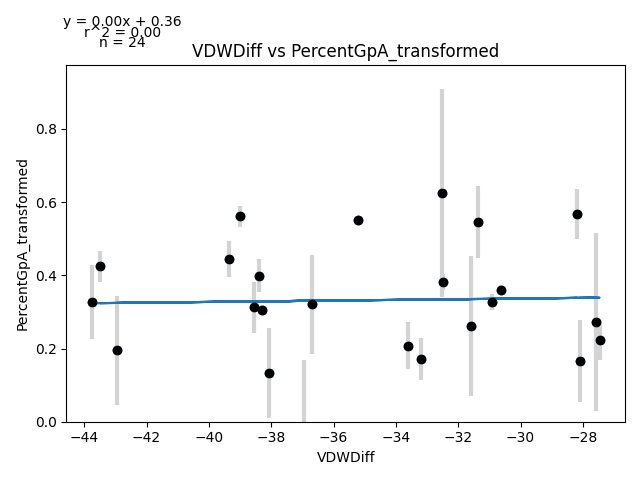 y = 0.00x + 0.36
r^2 = 0.00
n = 24
VDWDiff vs PercentGpA_transformed
PercentGpA_transformed
0.8
0.6
0.4
0.2
0.0
−44
−42
−40
−38
−36
−34
−32
−30
−28
VDWDiff